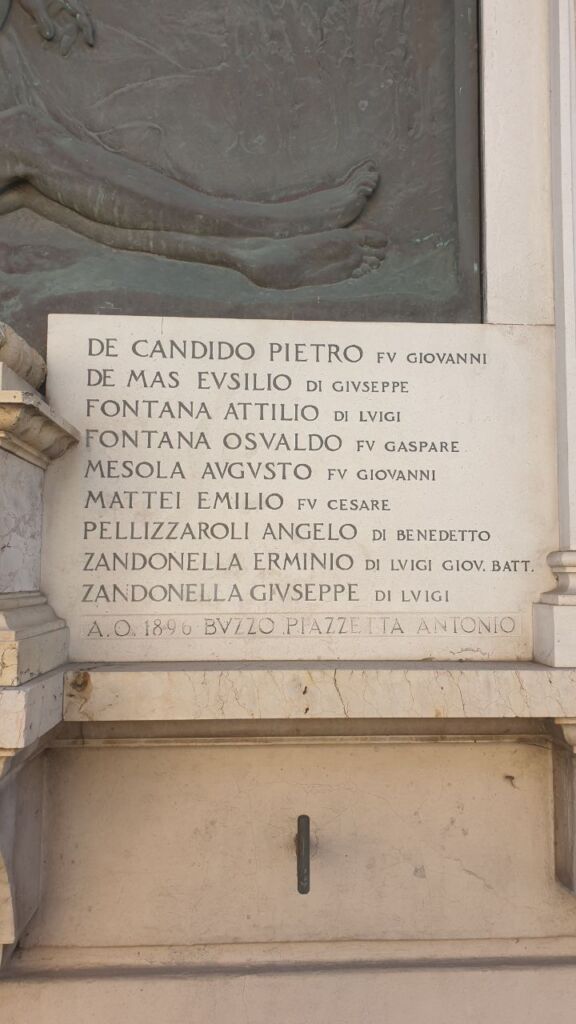 DE CANDIDO PIETRO FV GIOVANNI
DE MAS EVSILIO DI GIVSEPPE
FONTANA ATTILIO DI LVIGI
FONTANA OSVALDO FV GASPARE
MESOLA AVGVSTO FV GIOVANNI
MATTEI EMILIO FV CESARE
PELLIZZAROLI ANGELO DI BENEDETTO
ZANDONELLA ERMINIO DI LVIGI GIOV. BATT.
ZANDONELLA GIVSEPPE DI LVIGI
A.O. 1896 BVZZO PIAZZETTA ANTONIO